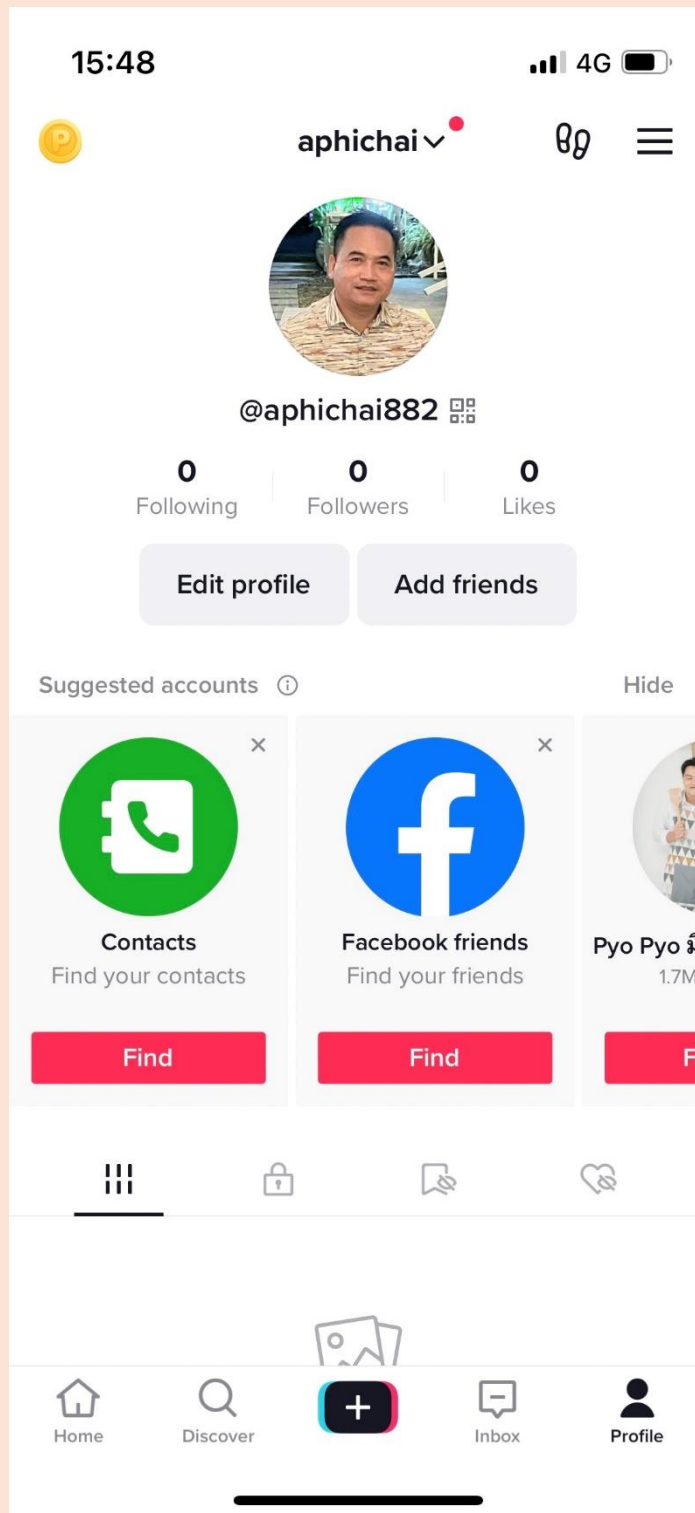 15:48 4G
P
aphichai
@aphichai882
0 0 0
Following Followers Likes
Edit profile Add friends
Suggested accounts Hide
Contacts Facebook friends Pyo Pyo
Find your contacts Find your friends 1.7M
Find Find F
Home Discover Inbox Profile